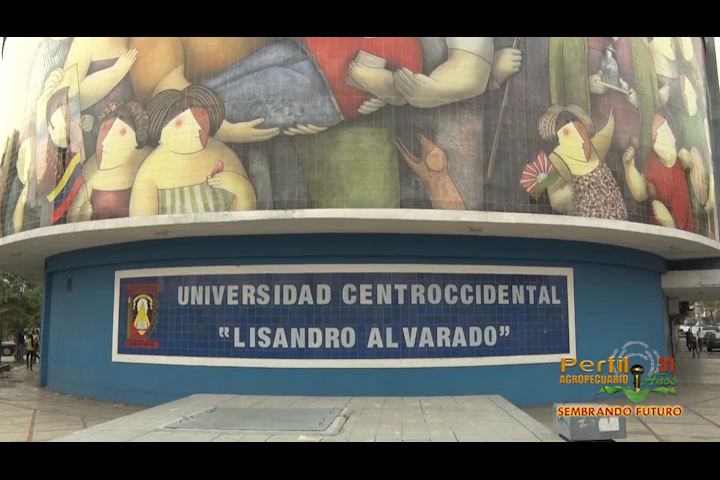 UNIVERSIDAD CENTROCCIDENTAL
"LISANDRO ALVARADO"
Perfil 31
AGROPECUARIO Años
SEMBRANDO FUTURO